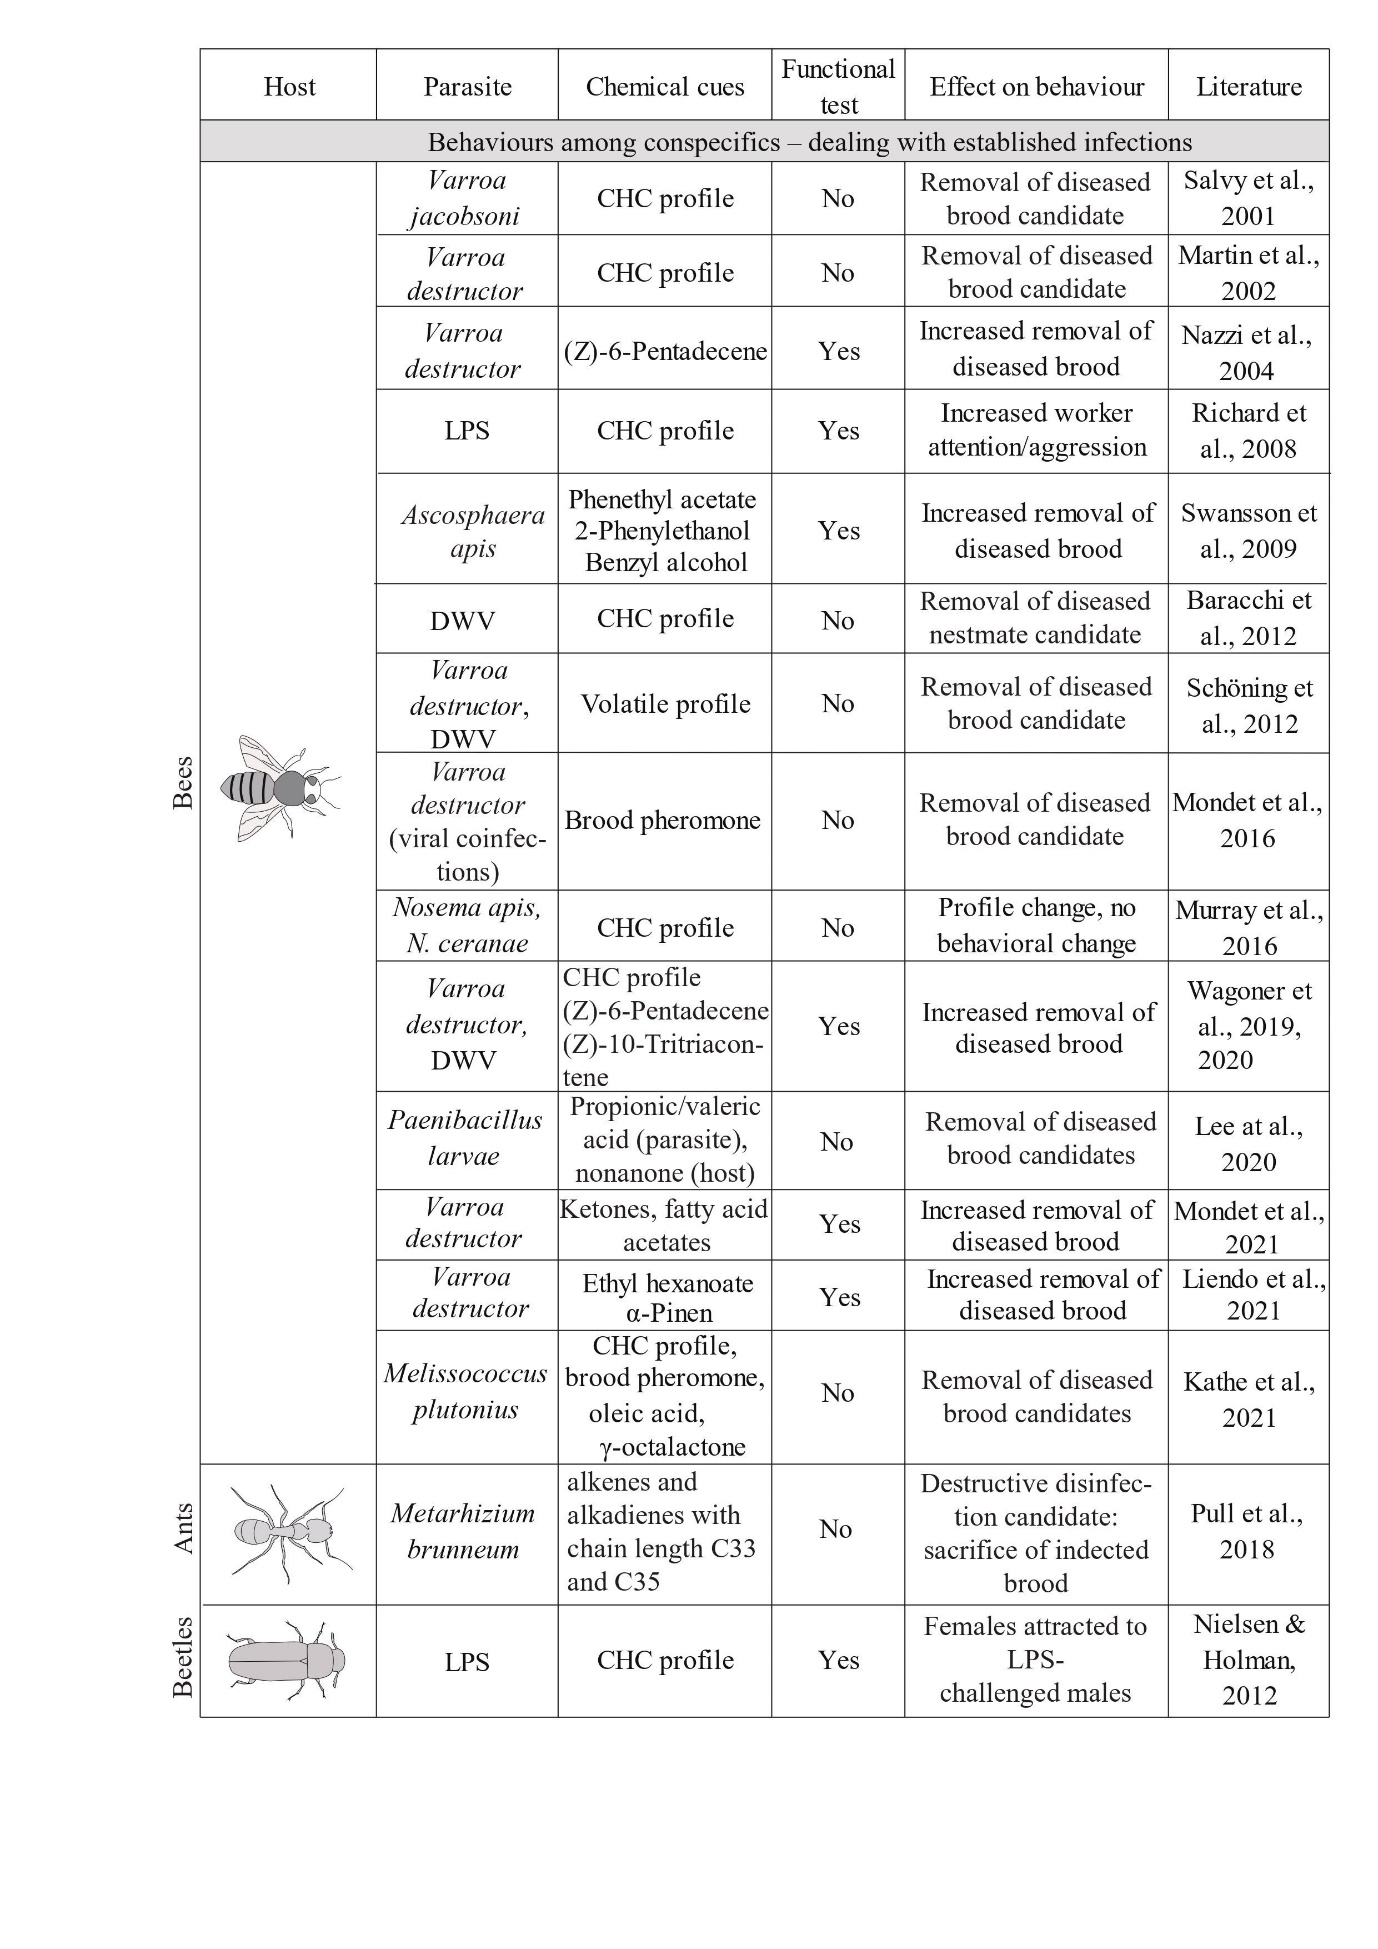 Host
Parasite
Chemical cues
Functional
test
Effect on behaviour
Literature
Behaviours among conspecifics – dealing with established infections
Bees
Varroa
jacobsoni
CHC profile
No
Removal of diseased
brood candidate
Salvy et al.,
2001
Varroa
destructor
CHC profile
No
Removal of diseased
brood candidate
Martin et al.,
2002
Varroa
destructor
(Z)-6-Pentadecene
Yes
Increased removal of
diseased brood
Nazzi et al.,
2004
LPS
CHC profile
Yes
Increased worker
attention/aggression
Richard et
al., 2008
Ascosphaera
apis
Phenethyl acetate
2-Phenylethanol
Benzyl alcohol
Yes
Increased removal of
diseased brood
Swansson et
al., 2009
DWV
CHC profile
No
Removal of diseased
nestmate candidate
Baracchi et
al., 2012
Varroa
destructor,
DWV
Volatile profile
No
Removal of diseased
brood candidate
Schöning et
al., 2012
Varroa
destructor
(viral coinfec-
tions)
Brood pheromone
No
Removal of diseased
brood candidate
Mondet et al.,
2016
Nosema apis,
N. ceranae
CHC profile
No
Profile change, no
behavioral change
Murray et al.,
2016
Varroa
destructor,
DWV
CHC profile
(Z)-6-Pentadecene
(Z)-10-Tritriacon-
tene
Yes
Increased removal of
diseased brood
Wagoner et
al., 2019,
2020
Paenibacillus
larvae
Propionic/valeric
acid (parasite),
nonanone (host)
No
Removal of diseased
brood candidates
Lee at al.,
2020
Varroa
destructor
Ketones, fatty acid
acetates
Yes
Increased removal of
diseased brood
Mondet et al.,
2021
Varroa
destructor
Ethyl hexanoate
α-Pinen
Yes
Increased removal of
diseased brood
Liendo et al.,
2021
Melissococcus
plutonius
CHC profile,
brood pheromone,
oleic acid,
γ-octalactone
No
Removal of diseased
brood candidates
Kathe et al.,
2021
Ants
Metarhizium
brunneum
alkenes and
alkadienes with
chain length C33
and C35
No
Destructive disinfec-
tion candidate:
sacrifice of indected
brood
Pull et al.,
2018
Beetles
LPS
CHC profile
Yes
Females attracted to
LPS-
challenged males
Nielsen &
Holman,
2012